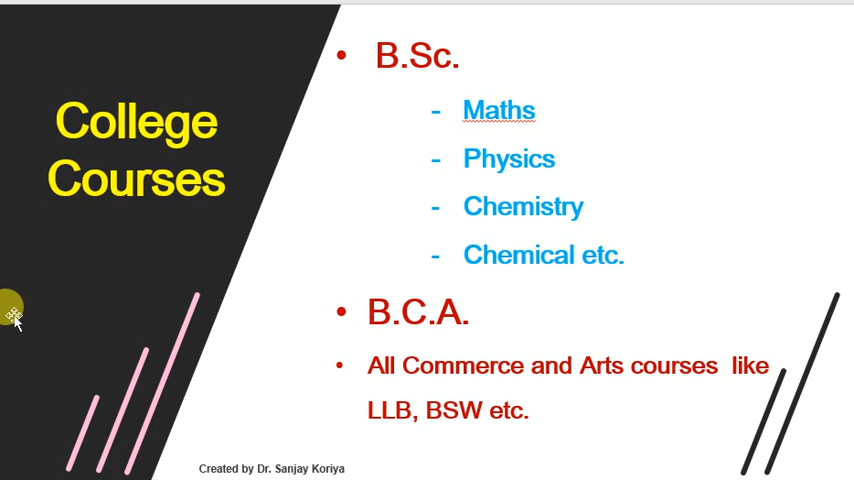 College
Courses
• B.Sc.
- Maths
- Physics
- Chemistry
- Chemical etc.
• B.C.A.
• All Commerce and Arts courses like
LLB, BSW etc.
Created by Dr. Sanjay Koriya